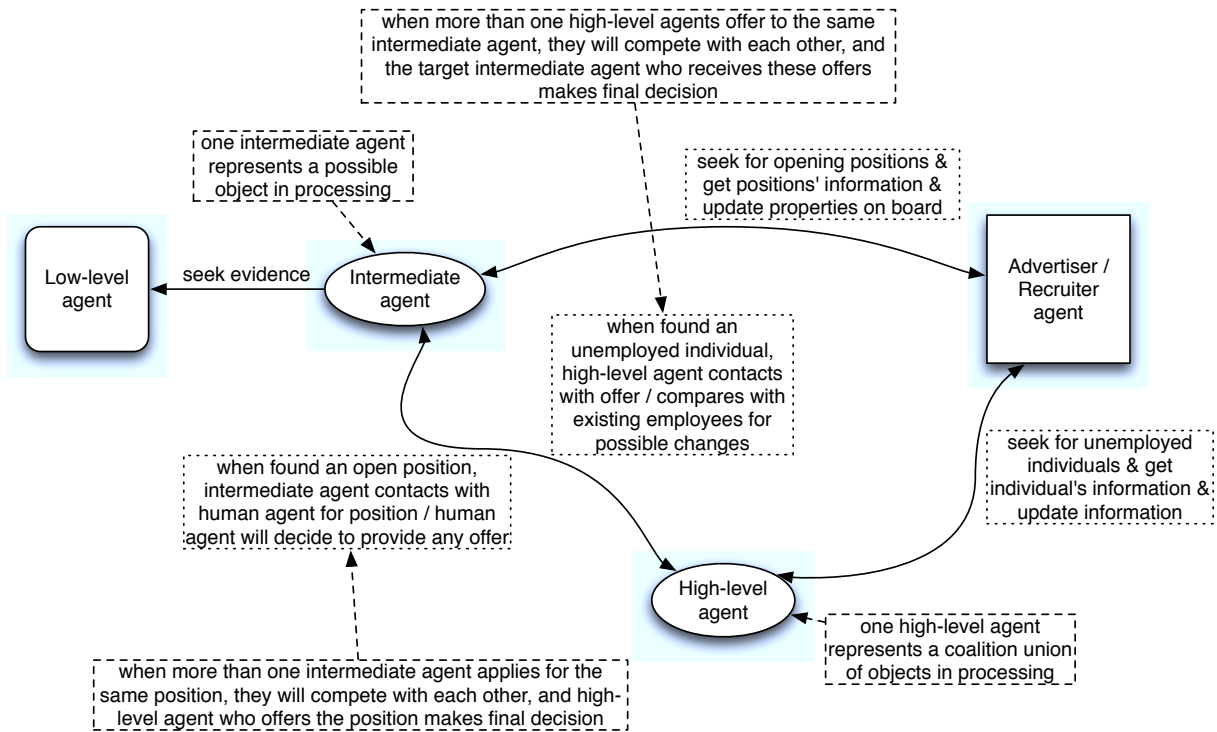 when more than one high-level agents offer to the same
intermediate agent, they will compete with each other, and
the target intermediate agent who receives these offers
makes final decision
one intermediate agent
represents a possible
object in processing
seek for opening positions &
get positions' information &
update properties on board
Low-level
agent
seek evidence
Intermediate
agent
Advertiser /
Recruiter
agent
when found an
unemployed individual,
high-level agent contacts
with offer / compares with
existing employees for
possible changes
seek for unemployed
individuals & get
individual's information &
update information
when found an open position,
intermediate agent contacts with
human agent for position / human
agent will decide to provide any offer
High-level
agent
one high-level agent
represents a coalition union
of objects in processing
when more than one intermediate agent applies for the
same position, they will compete with each other, and high-
level agent who offers the position makes final decision